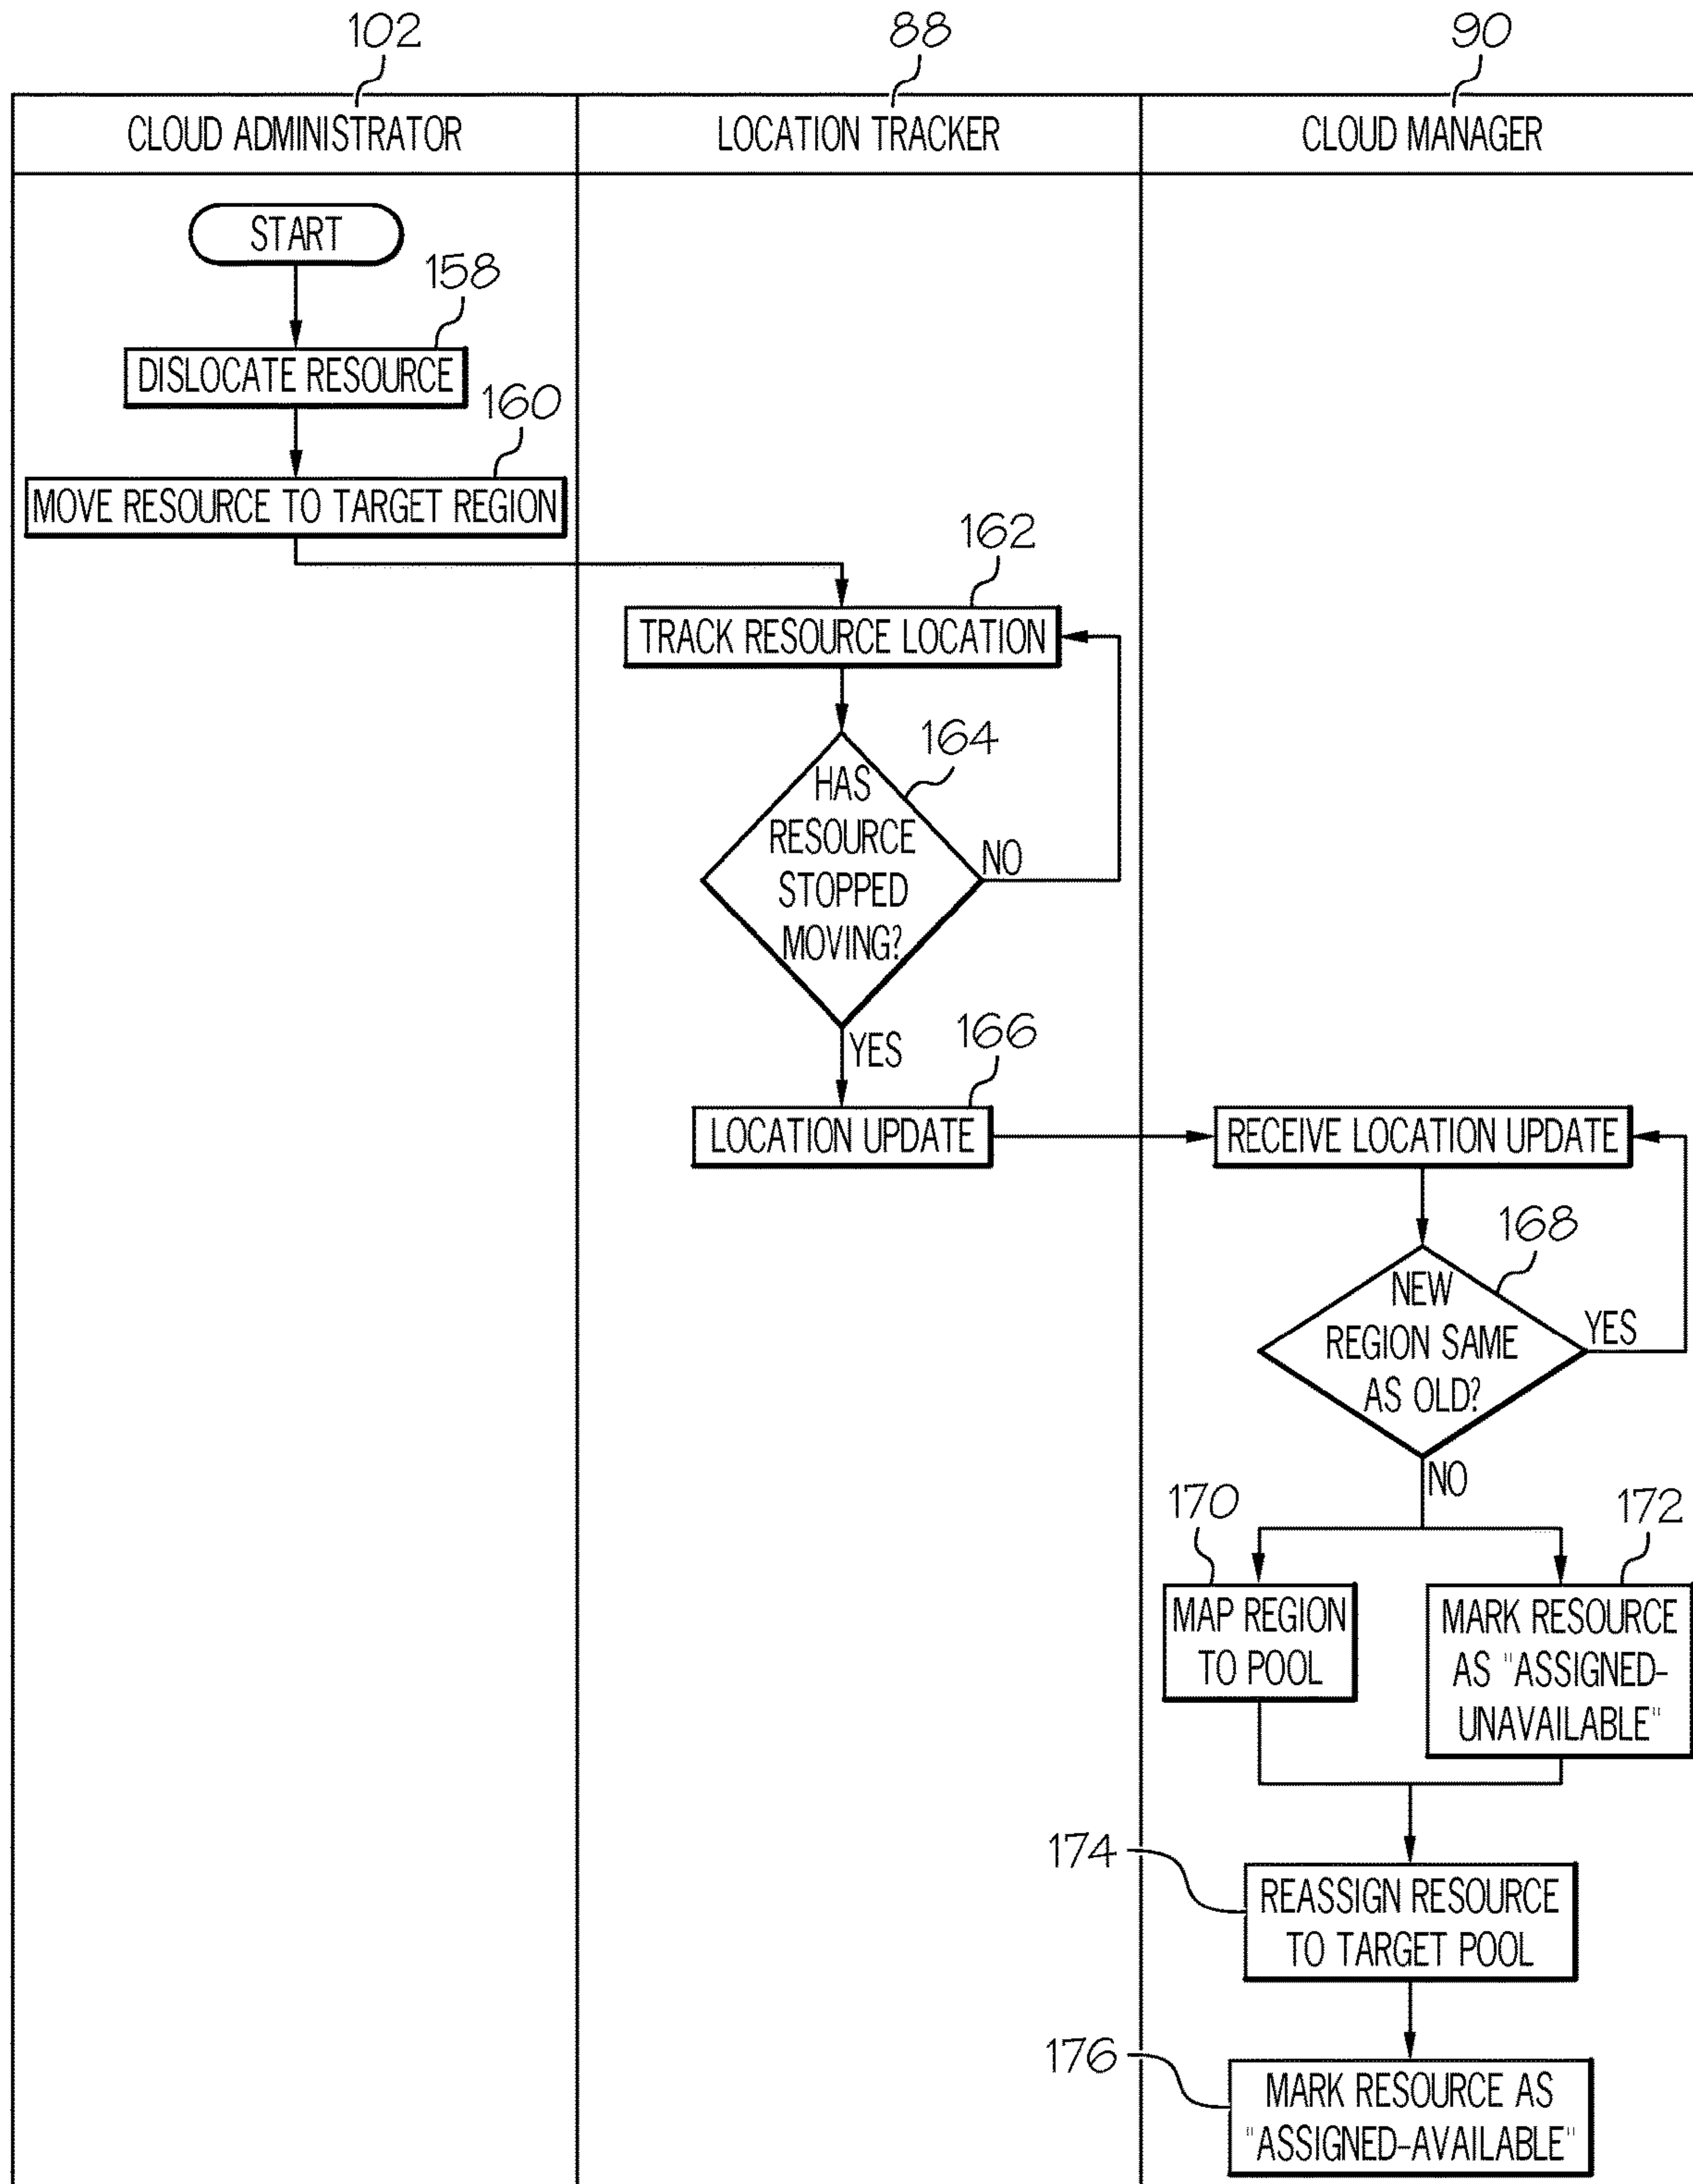 102
88
90
CLOUD ADMINISTRATOR
LOCATION TRACKER
CLOUD MANAGER
START
158
DISLOCATE RESOURCE
160
MOVE RESOURCE TO TARGET REGION
162
TRACK RESOURCE LOCATION
164
HAS
RESOURCE
STOPPED
MOVING?
NO
YES
166
LOCATION UPDATE
RECEIVE LOCATION UPDATE
168
NEW
REGION SAME
AS OLD?
YES
NO
170
MAP REGION
TO POOL
172
MARK RESOURCE
AS "ASSIGNED-
UNAVAILABLE"
174
REASSIGN RESOURCE
TO TARGET POOL
176
MARK RESOURCE AS
"ASSIGNED-AVAILABLE"